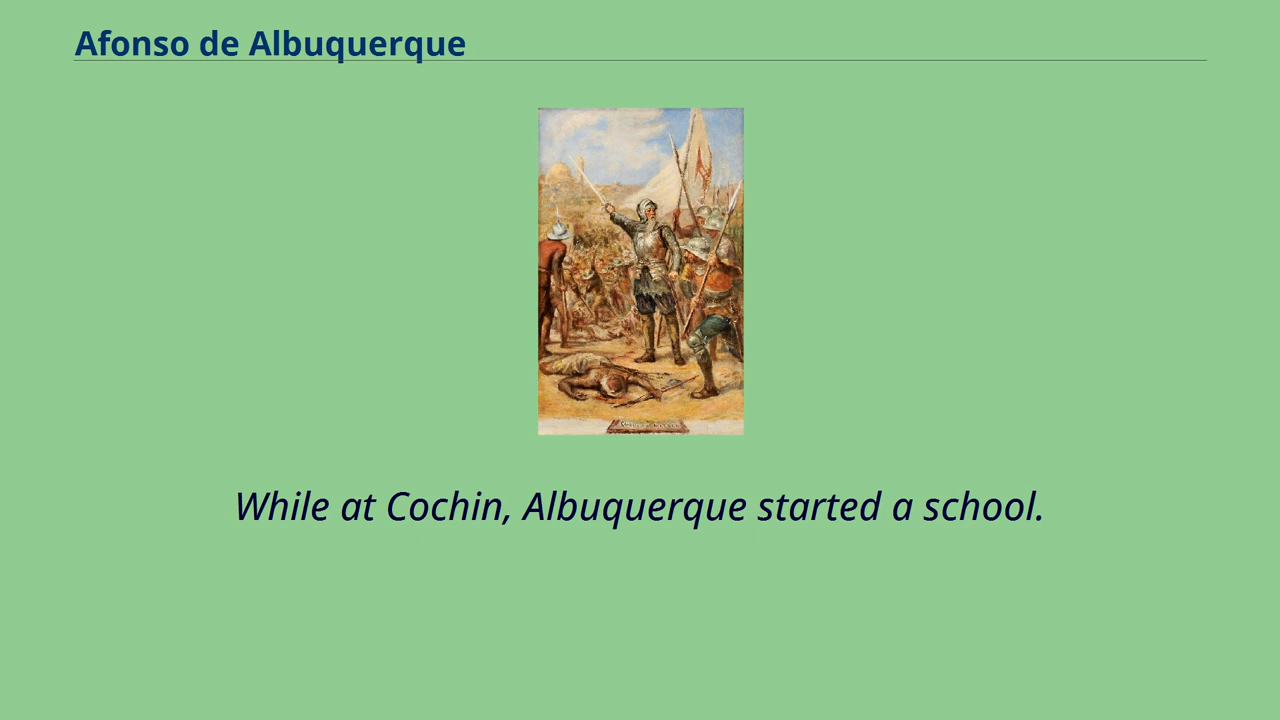 Afonso de Albuquerque
While at Cochin, Albuquerque started a school.